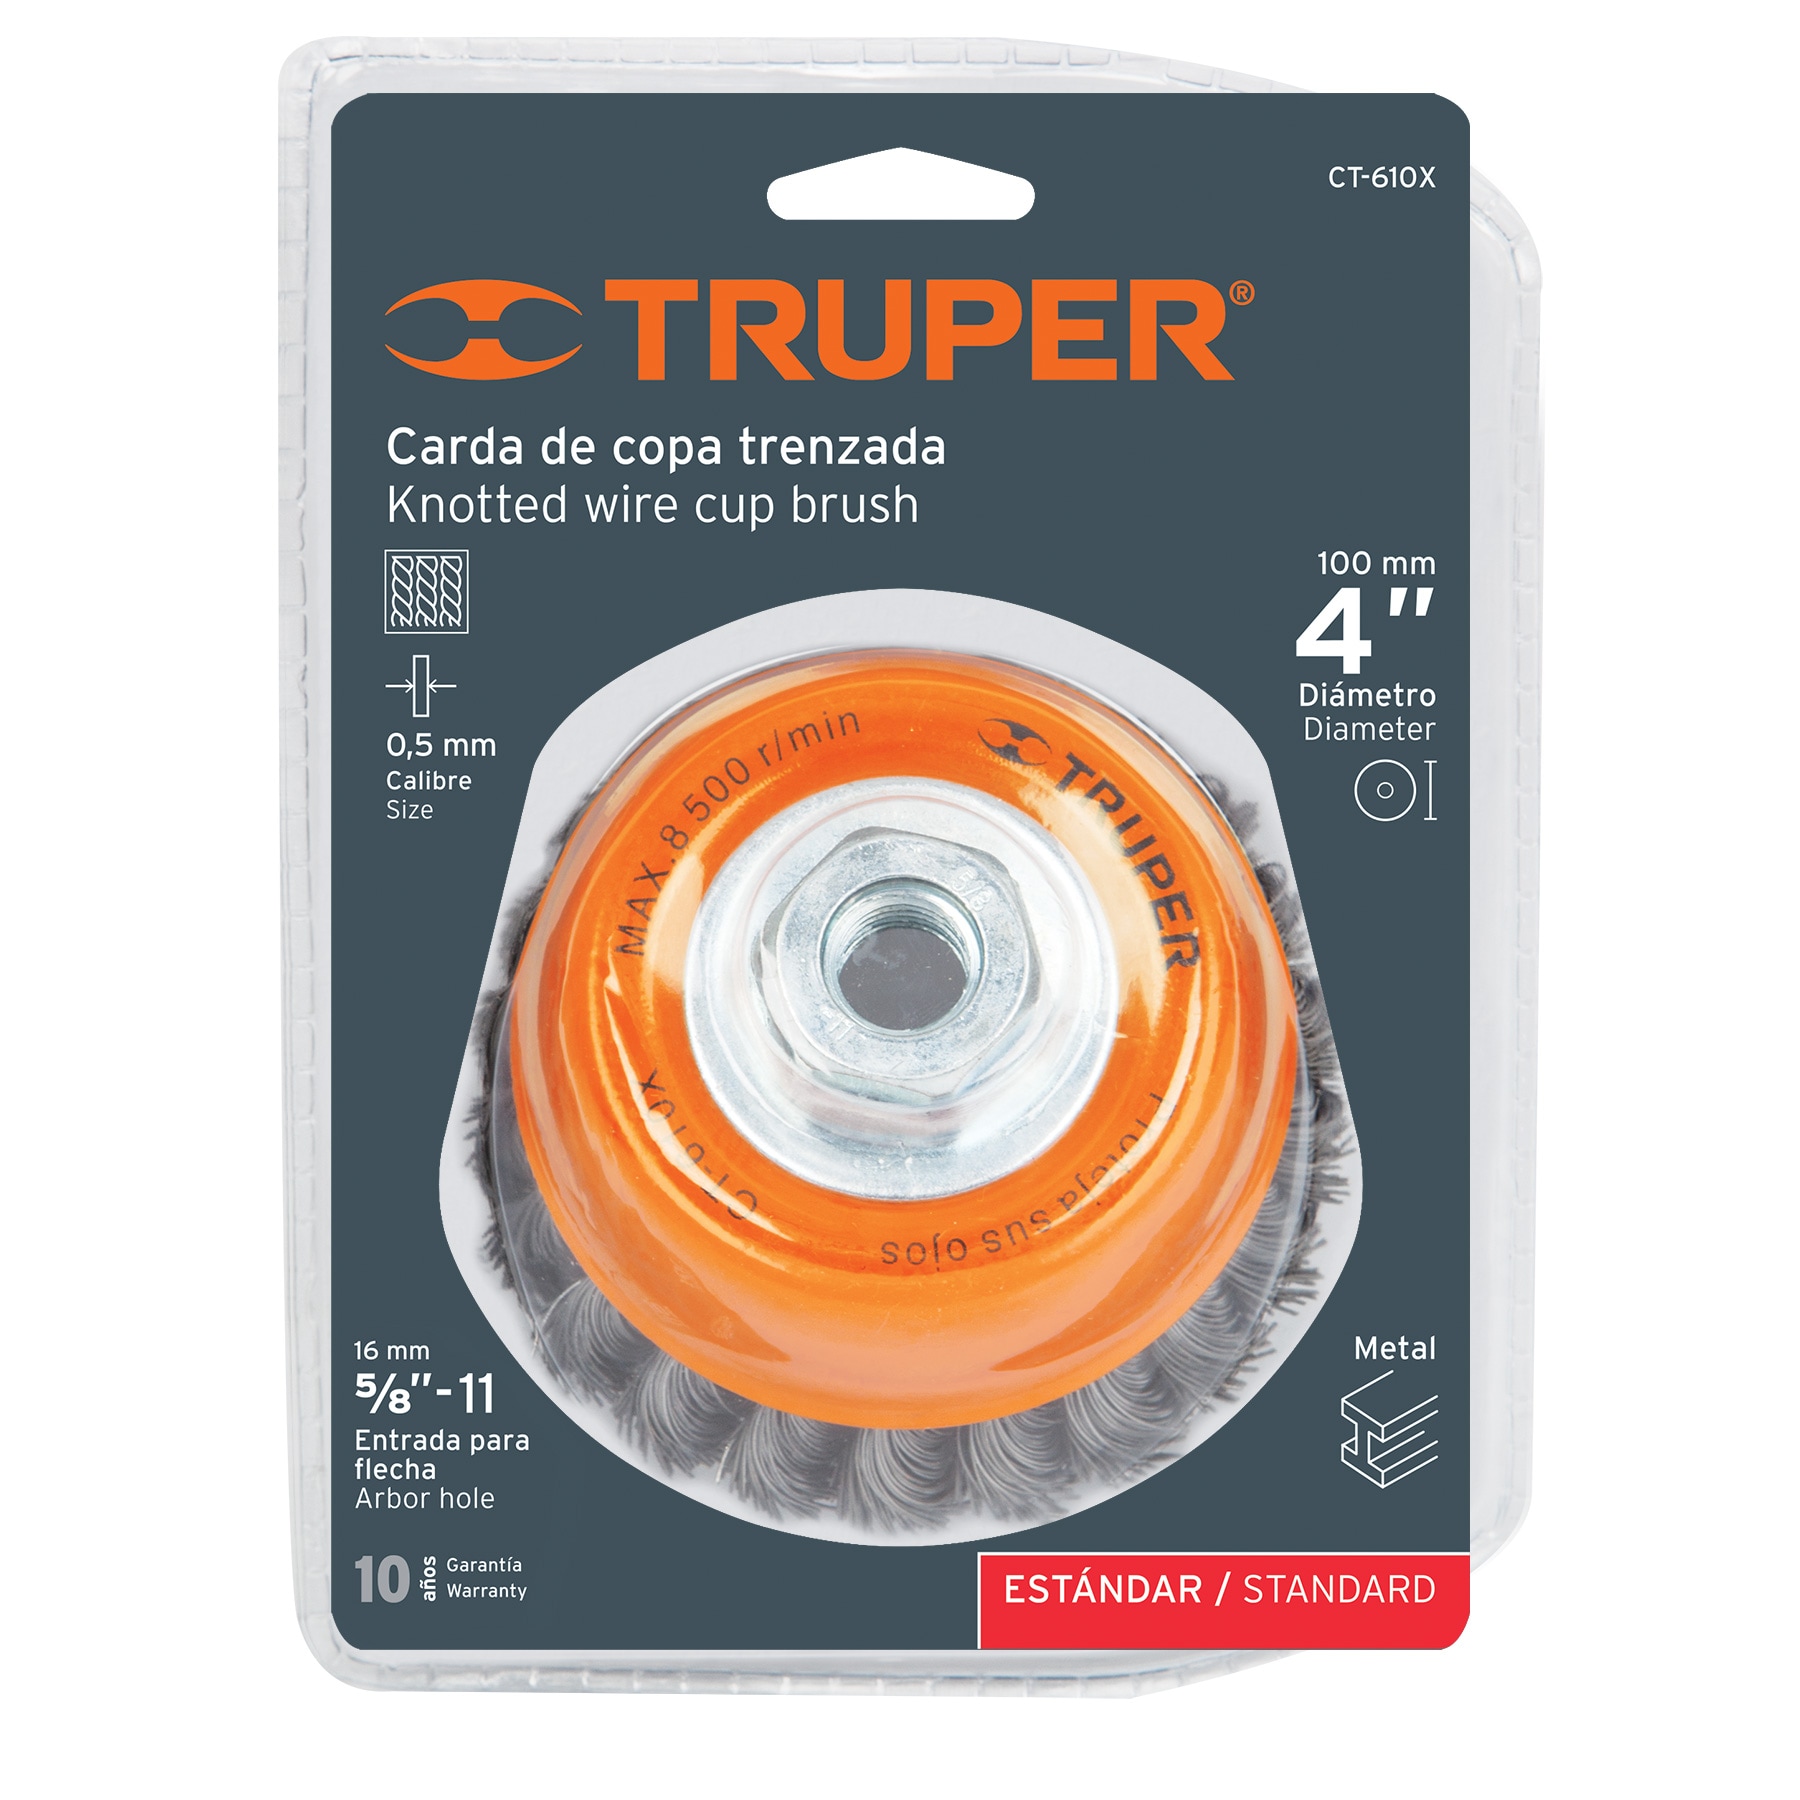 CT-610X
TRUPER®
Carda de copa trenzada
Knotted wire cup brush
100 mm
4"
Diámetro
Diameter
0,5 mm
Calibre
Size
MAX. 8 500 r/min
TRUPER
5/8
-11
CT-610X
Proteja sus ojos
16 mm
5/8"-11
Entrada para
flecha
Arbor hole
Metal
10 años
Garantía
Warranty
ESTÁNDAR / STANDARD